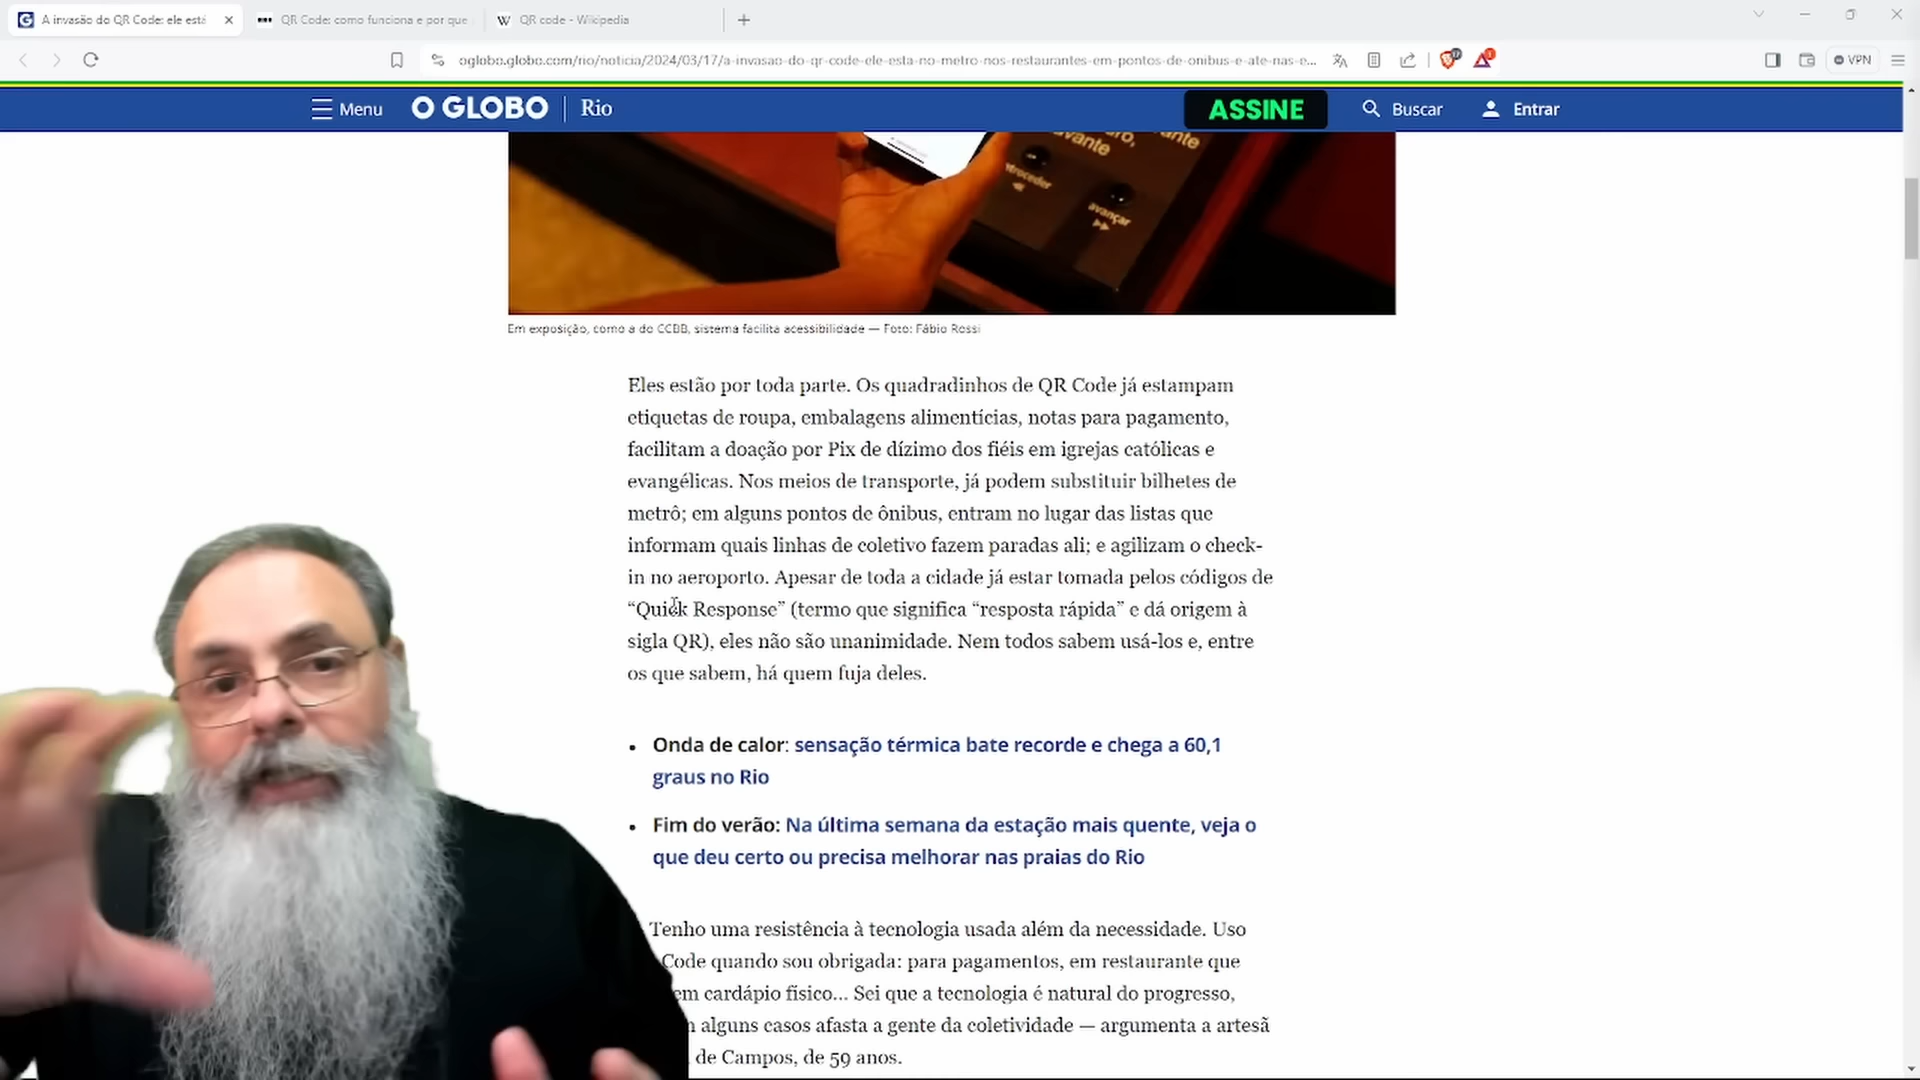 A invasão do QR Code: ele está
QR Code: como funciona e por que
QR code - Wikipedia
oglobo.globo.com/rio/noticia/2024/03/17/a-invasao-do-qr-code-ele-esta-no-metro-nos-restaurantes-em-pontos-de-onibus-e-ate-nas-e...
VPN
Menu
O GLOBO
Rio
ASSINE
Buscar
Entrar
avante
avançar
Em exposição, como a do CCBB, sistema facilita acessibilidade — Foto: Fábio Rossi
Eles estão por toda parte. Os quadradinhos de QR Code já estampam
etiquetas de roupa, embalagens alimentícias, notas para pagamento,
facilitam a doação por Pix de dízimo dos fiéis em igrejas católicas e
evangélicas. Nos meios de transporte, já podem substituir bilhetes de
metrô; em alguns pontos de ônibus, entram no lugar das listas que
informam quais linhas de coletivo fazem paradas ali; e agilizam o check-
in no aeroporto. Apesar de toda a cidade já estar tomada pelos códigos de
“Quick Response” (termo que significa “resposta rápida” e dá origem à
sigla QR), eles não são unanimidade. Nem todos sabem usá-los e, entre
os que sabem, há quem fuja deles.
• Onda de calor: sensação térmica bate recorde e chega a 60,1
graus no Rio
• Fim do verão: Na última semana da estação mais quente, veja o
que deu certo ou precisa melhorar nas praias do Rio
Tenho uma resistência à tecnologia usada além da necessidade. Uso
Code quando sou obrigada: para pagamentos, em restaurante que
em cardápio físico... Sei que a tecnologia é natural do progresso,
alguns casos afasta a gente da coletividade — argumenta a artesã
de Campos, de 59 anos.